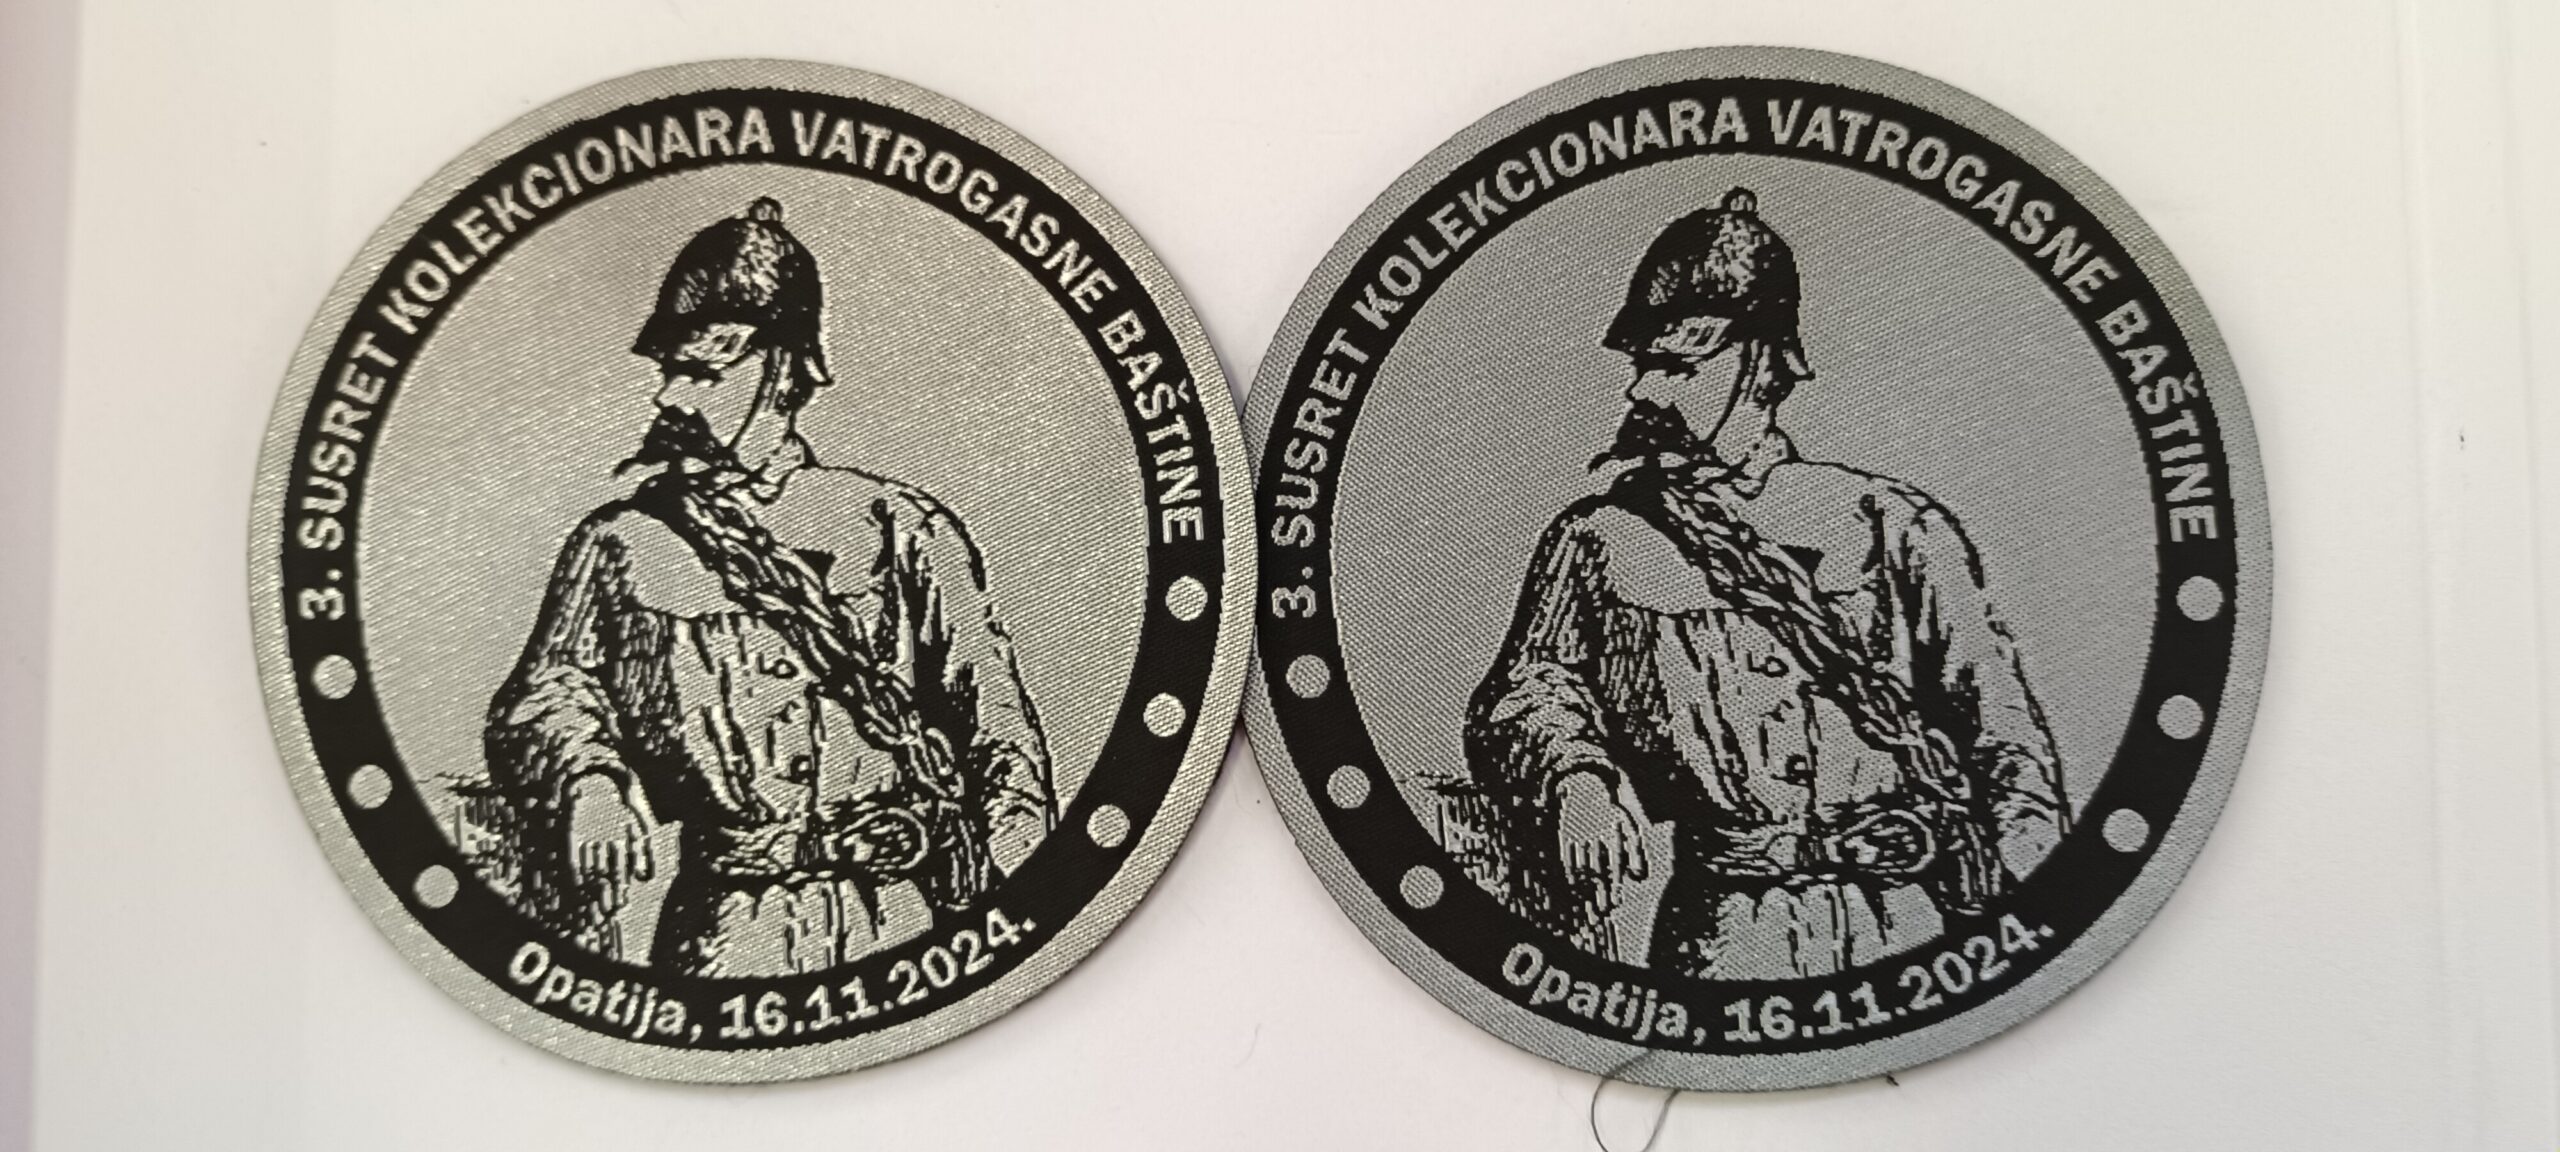 3. SUSRET KOLEKCIONARA VATROGASNE BAŠTINE
Opatija, 16.11.2024.
3. SUSRET KOLEKCIONARA VATROGASNE BAŠTINE
Opatija, 16.11.2024.